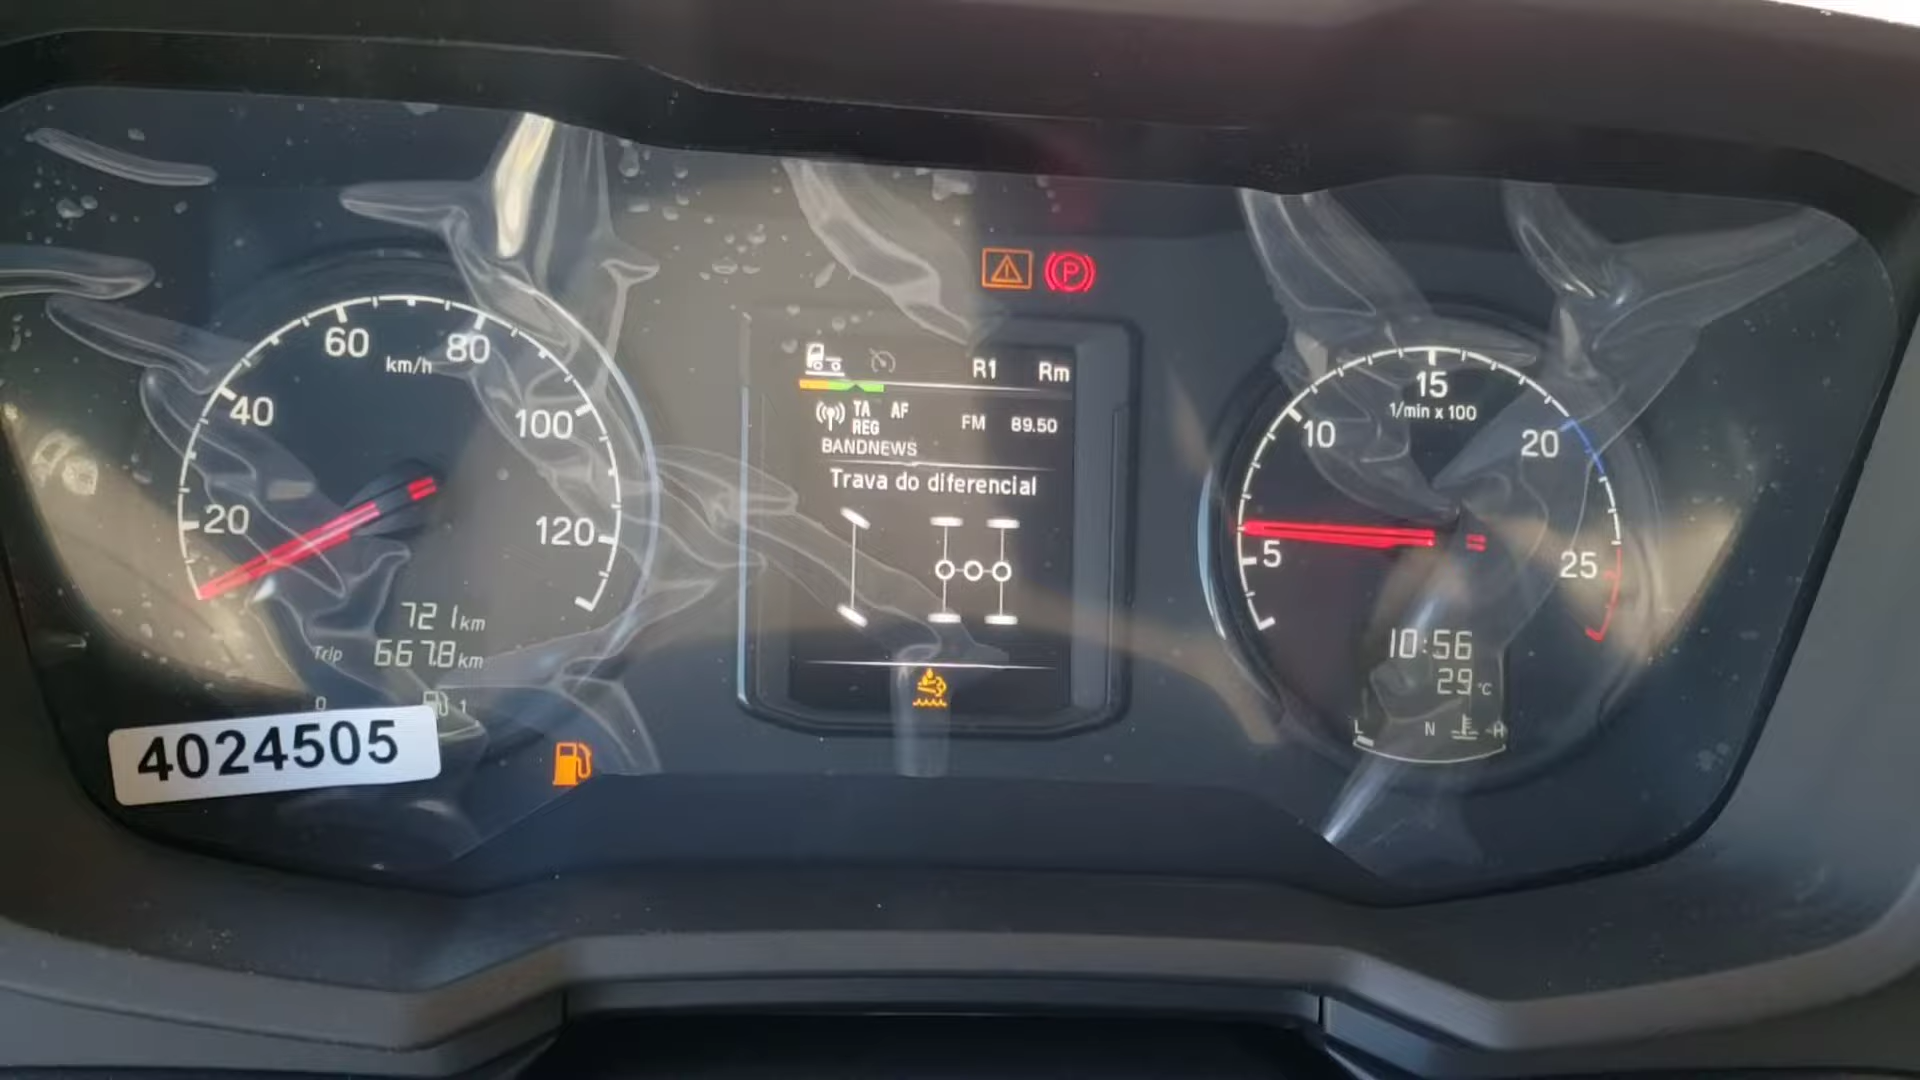 60
80
km/h
40
100
20
120
721 km
Trip 667.8 km
0 1
4024505
P
R1 Rm
TA AF
REG
FM 89.50
BANDNEWS
Trava do diferencial
15
1/min x 100
10
20
5
25
10:56
29 °C
L N H